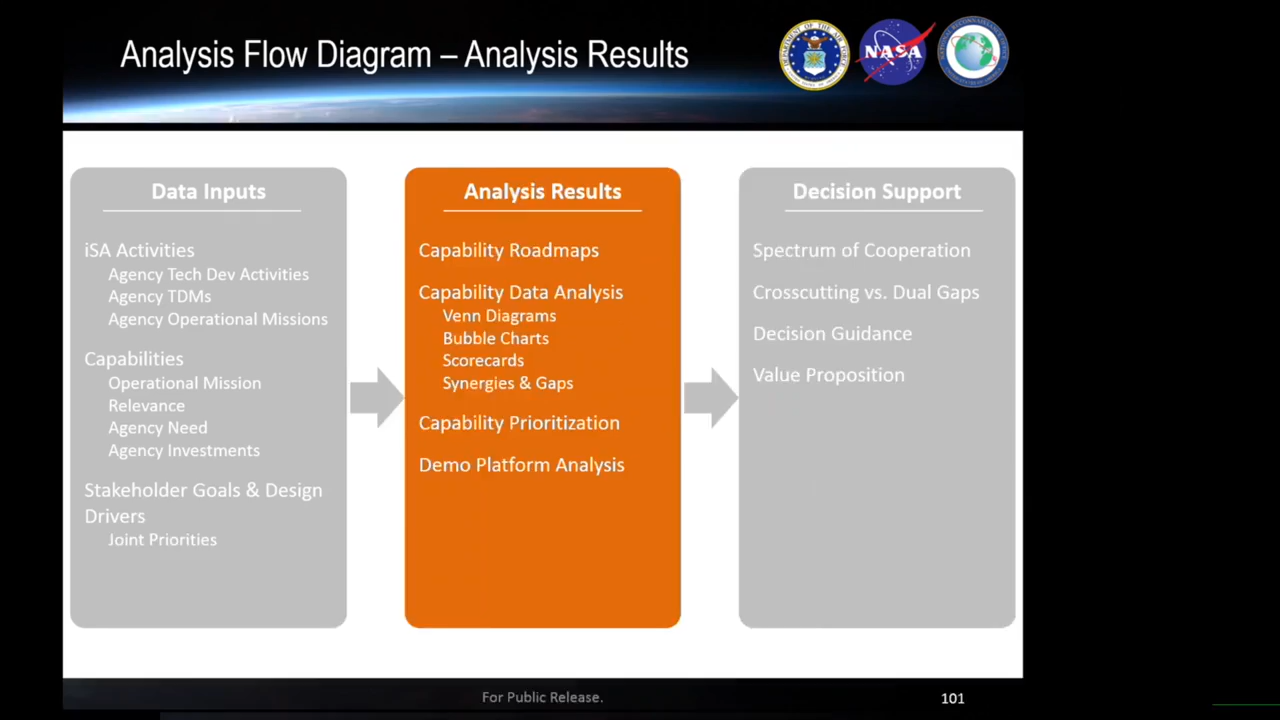 Analysis Flow Diagram – Analysis Results
NASA
Data Inputs
iSA Activities
Agency Tech Dev Activities
Agency TDMs
Agency Operational Missions
Capabilities
Operational Mission
Relevance
Agency Need
Agency Investments
Stakeholder Goals & Design
Drivers
Joint Priorities
Analysis Results
Capability Roadmaps
Capability Data Analysis
Venn Diagrams
Bubble Charts
Scorecards
Synergies & Gaps
Capability Prioritization
Demo Platform Analysis
Decision Support
Spectrum of Cooperation
Crosscutting vs. Dual Gaps
Decision Guidance
Value Proposition
For Public Release.
101